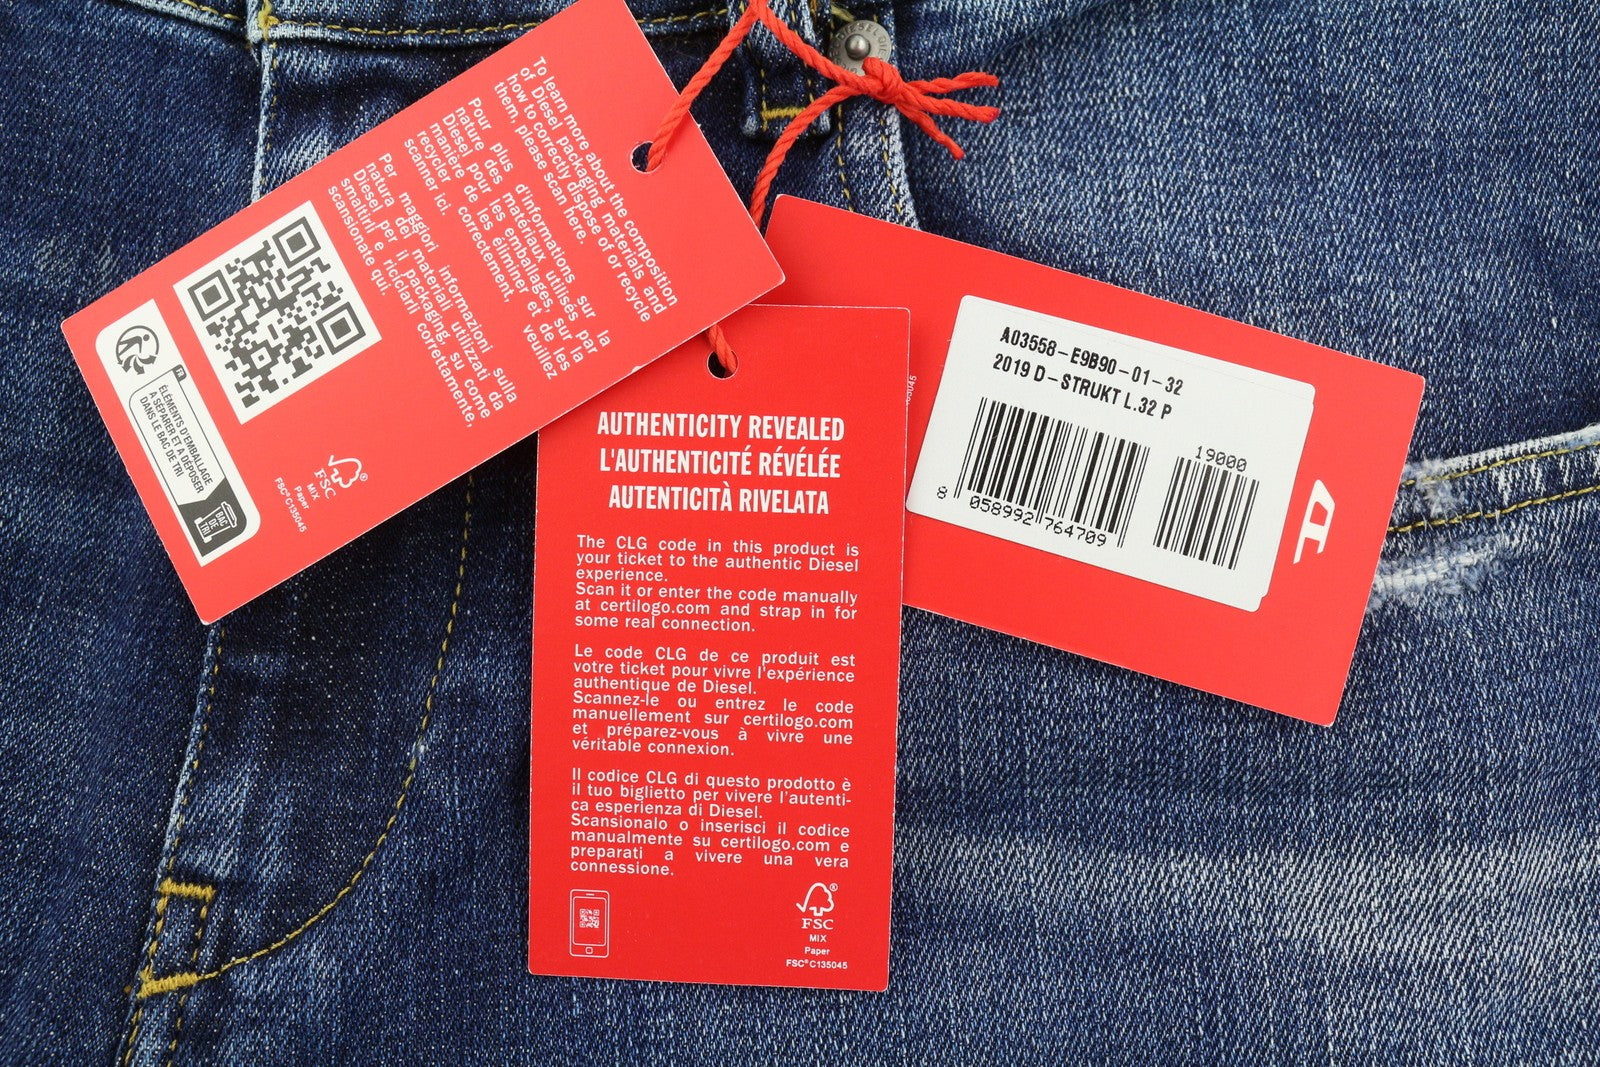 To learn more about the composition
of Diesel packaging materials and
how to correctly dispose of or recycle
them, please scan here.
Pour plus d'informations sur la
nature des matériaux utilisés par
Diesel pour les emballages, sur la
manière de les éliminer et de les
recycler correctement, veuillez
scanner ici.
Per maggiori informazioni sulla
natura dei materiali utilizzati da
Diesel per il packaging, su come
smaltirli e riciclarli correttamente,
scansionate qui.
FR
ÉLÉMENTS D'EMBALLAGE
À SÉPARER ET À DÉPOSER
DANS LE BAC DE TRI
BAC
DE
TRI
FSC®
MIX
Paper
FSC® C135045
AUTHENTICITY REVEALED
L'AUTHENTICITÉ RÉVÉLÉE
AUTENTICITÀ RIVELATA
The CLG code in this product is
your ticket to the authentic Diesel
experience.
Scan it or enter the code manually
at certilogo.com and strap in for
some real connection.
Le code CLG de ce produit est
votre ticket pour vivre l'expérience
authentique de Diesel.
Scannez-le ou entrez le code
manuellement sur certilogo.com
et préparez-vous à vivre une
véritable connexion.
Il codice CLG di questo prodotto è
il tuo biglietto per vivere l'autenti-
ca esperienza di Diesel.
Scansionalo o inserisci il codice
manualmente su certilogo.com e
preparati a vivere una vera
connessione.
FSC®
MIX
Paper
FSC® C135045
A03558-E9B90-01-32
2019 D-STRUKT L.32 P
19000
8 058992 764709
D